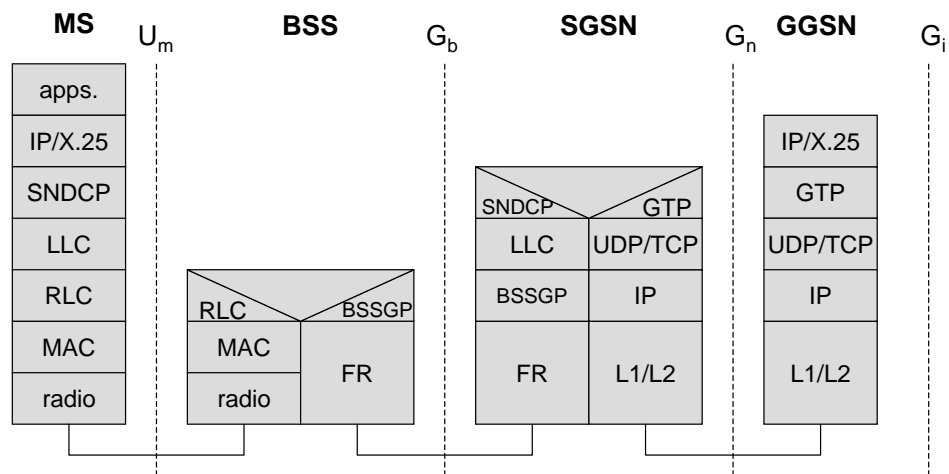 MS
BSS
SGSN
GGSN
Um
Gb
Gn
Gi
apps.
IP/X.25
SNDCP
LLC
RLC
MAC
radio
RLC
BSSGP
MAC
radio
FR
SNDCP
GTP
LLC
UDP/TCP
BSSGP
IP
FR
L1/L2
IP/X.25
GTP
UDP/TCP
IP
L1/L2